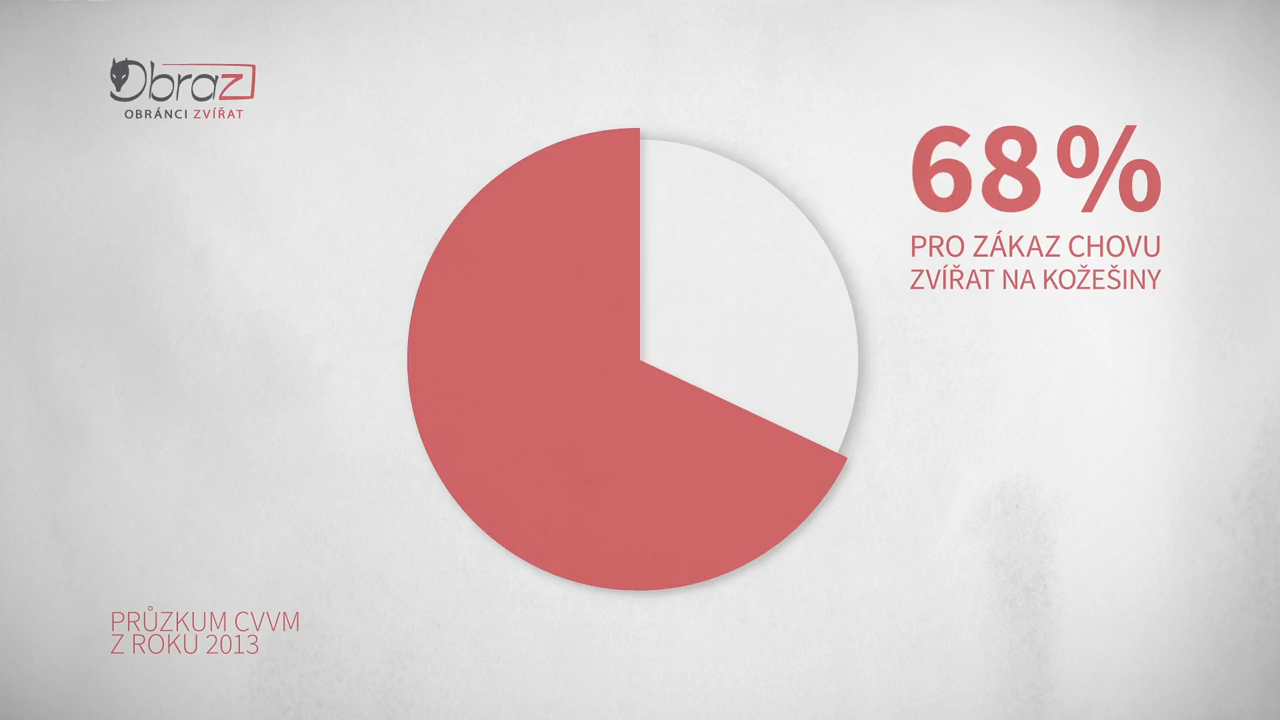 Obraz
OBRÁNCI ZVÍŘAT
68 %
PRO ZÁKAZ CHOVU
ZVÍŘAT NA KOŽEŠINY
PRŮZKUM CVVM
Z ROKU 2013